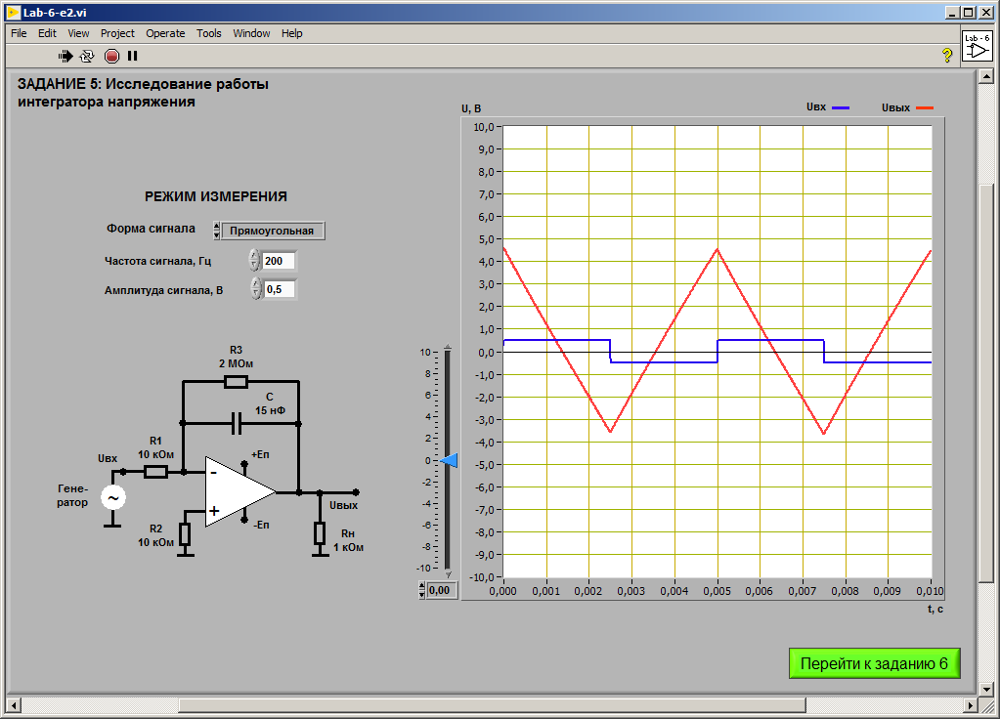 Lab-6-e2.vi
File Edit View Project Operate Tools Window Help
Lab - 6
?
ЗАДАНИЕ 5: Исследование работы
интегратора напряжения
РЕЖИМ ИЗМЕРЕНИЯ
Форма сигнала Прямоугольная
Частота сигнала, Гц 200
Амплитуда сигнала, В 0,5
R3
2 МОм
C
15 нФ
R1
10 кОм
Uвх
+Eп
-
Гене-
ратор
~
+
Uвых
-Eп
R2
10 кОм
Rн
1 кОм
10
8
6
4
2
0
-2
-4
-6
-8
-10
0,00
U, В
Uвх Uвых
10,0
9,0
8,0
7,0
6,0
5,0
4,0
3,0
2,0
1,0
0,0
-1,0
-2,0
-3,0
-4,0
-5,0
-6,0
-7,0
-8,0
-9,0
-10,0
0,000 0,001 0,002 0,003 0,004 0,005 0,006 0,007 0,008 0,009 0,010
t, с
Перейти к заданию 6